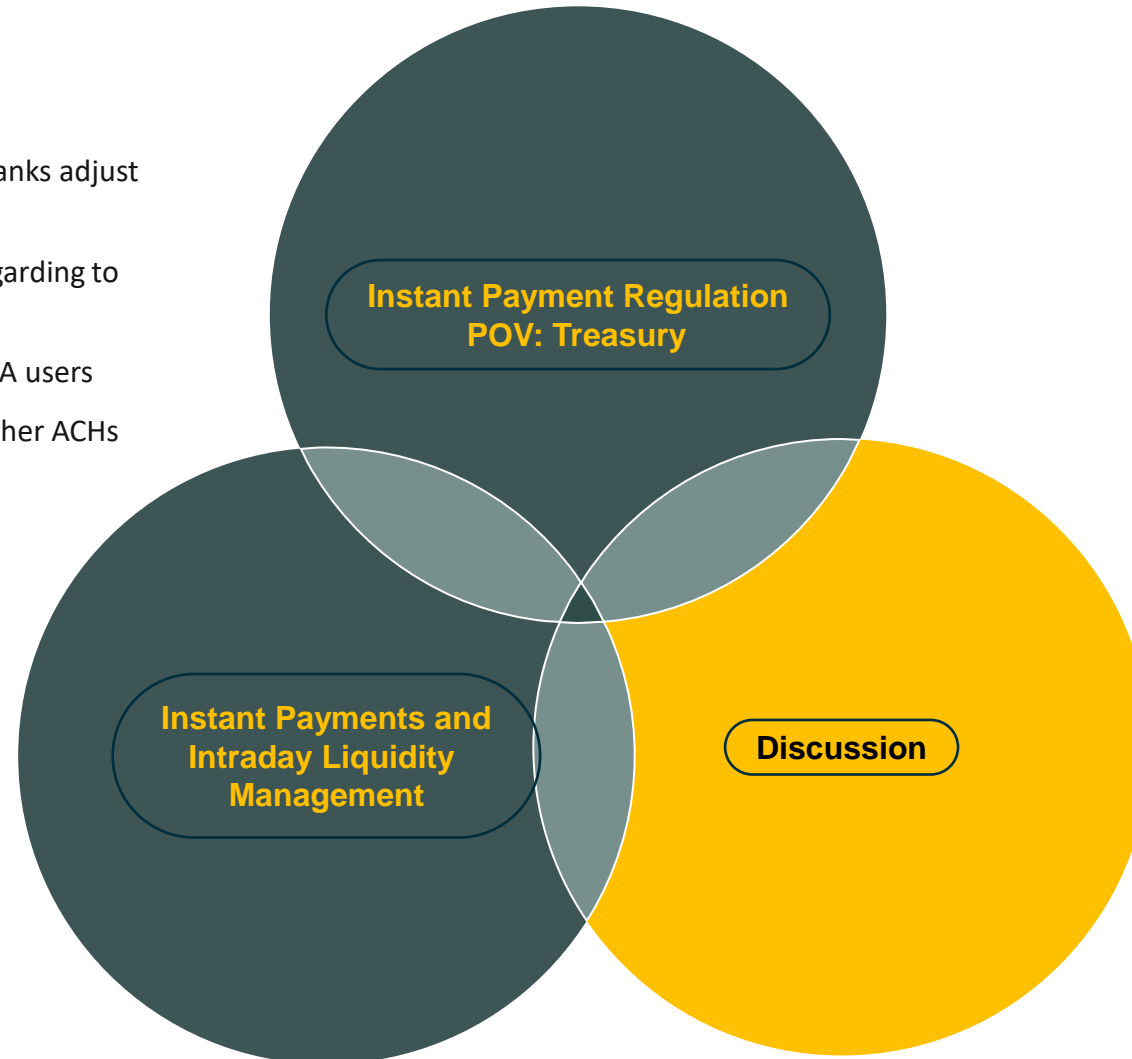 anks adjust
garding to
A users
her ACHs
Instant Payment Regulation
POV: Treasury
Instant Payments and
Intraday Liquidity
Management
Discussion